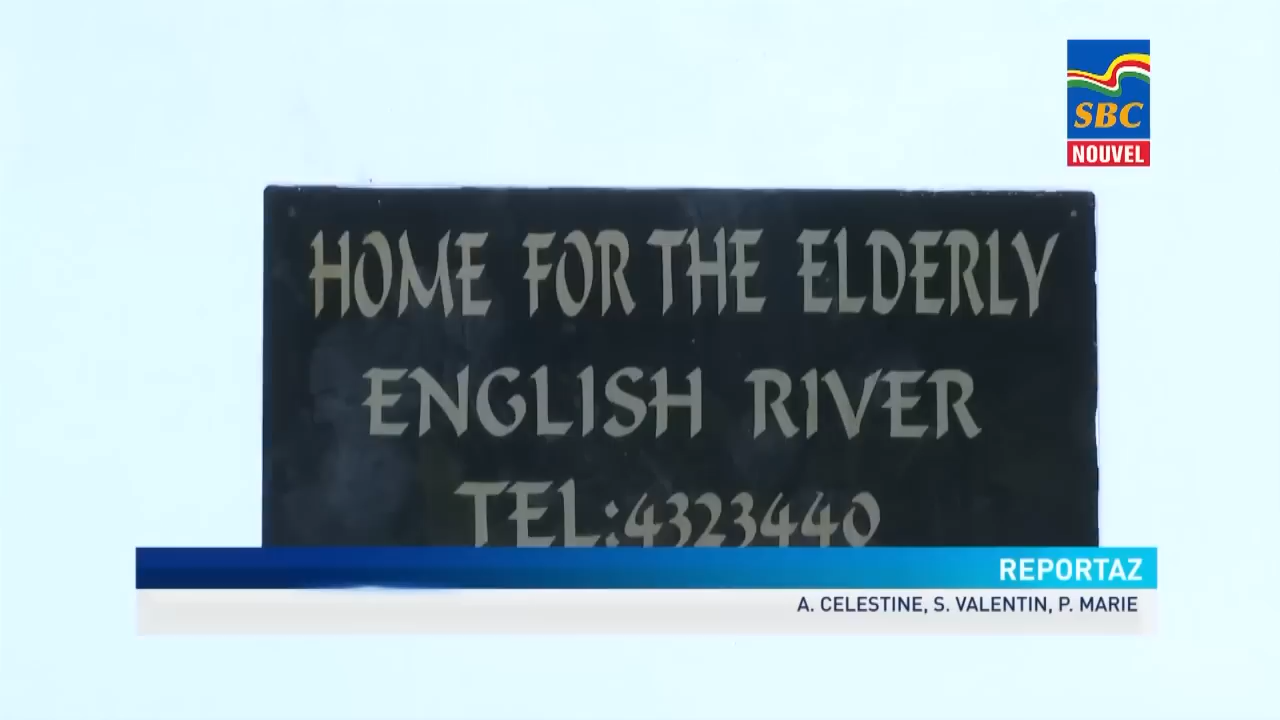 SBC
NOUVEL
HOME FOR THE ELDERLY
ENGLISH RIVER
TEL:4323440
REPORTAZ
A. CELESTINE, S. VALENTIN, P. MARIE